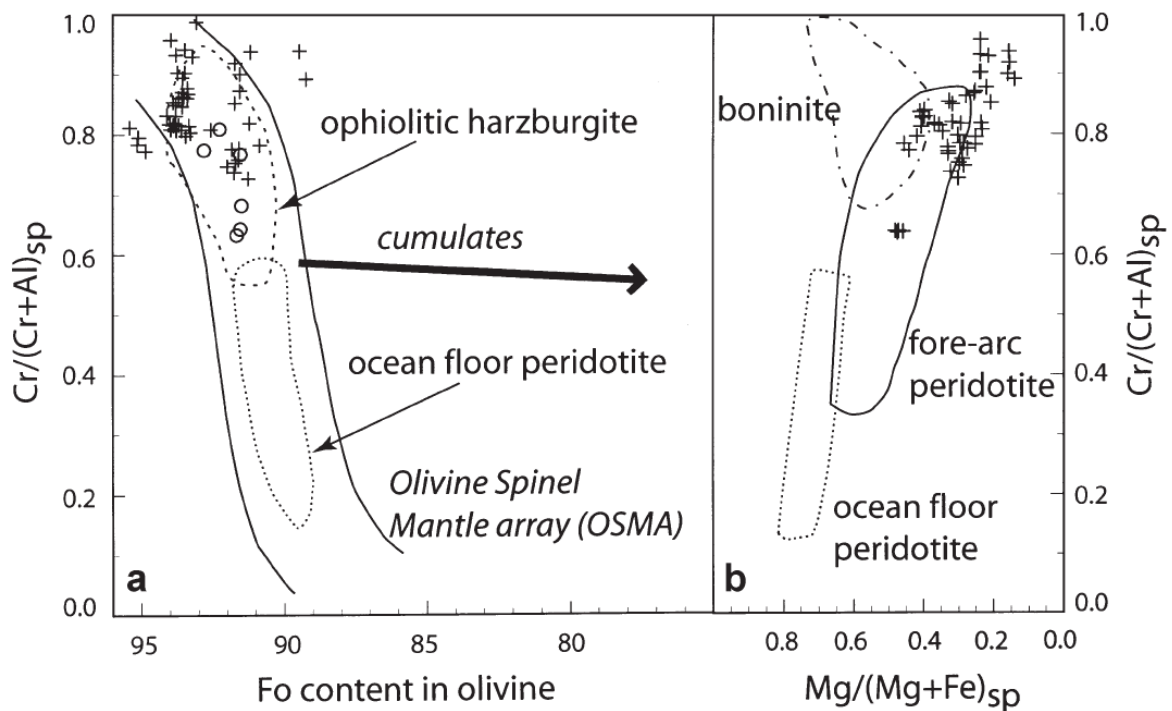 Cr/(Cr+Al)sp
1.0
0.8
0.6
0.4
0.2
0.0
ophiolitic harzburgite
cumulates
ocean floor peridotite
Olivine Spinel
Mantle array (OSMA)
a
95
90
85
80
Fo content in olivine
boninite
fore-arc
peridotite
ocean floor
peridotite
b
0.8
0.6
0.4
0.2
0.0
Mg/(Mg+Fe)sp
1.0
0.8
0.6
0.4
0.2
0.0
Cr/(Cr+Al)sp